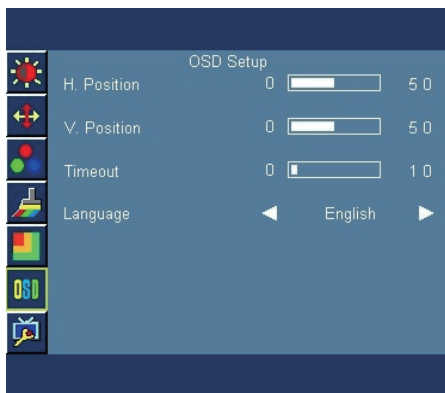 OSD Setup
H. Position 0 50
V. Position 0 50
Timeout 0 10
Language English
OSD